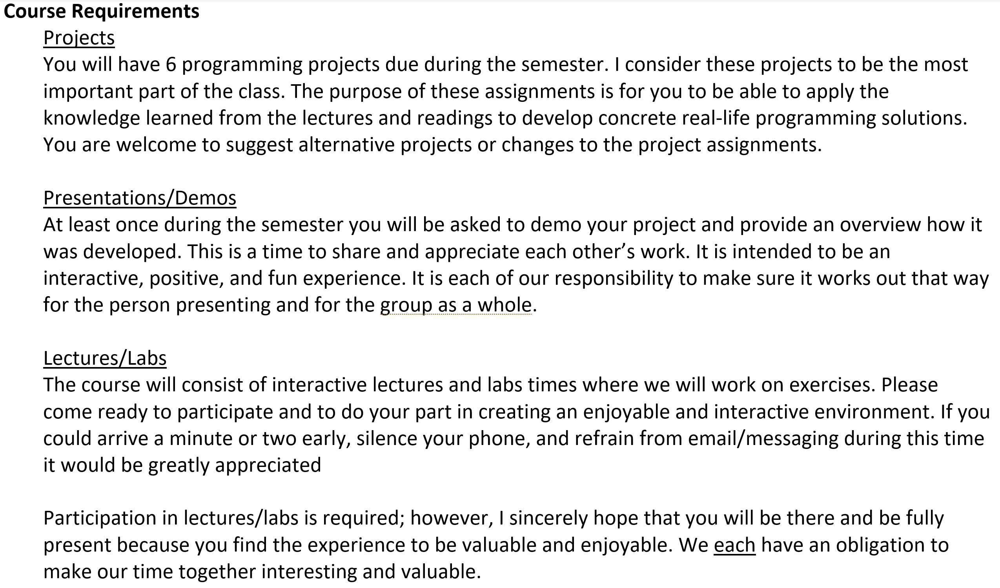 Course Requirements
Projects
You will have 6 programming projects due during the semester. I consider these projects to be the most
important part of the class. The purpose of these assignments is for you to be able to apply the
knowledge learned from the lectures and readings to develop concrete real-life programming solutions.
You are welcome to suggest alternative projects or changes to the project assignments.
Presentations/Demos
At least once during the semester you will be asked to demo your project and provide an overview how it
was developed. This is a time to share and appreciate each other’s work. It is intended to be an
interactive, positive, and fun experience. It is each of our responsibility to make sure it works out that way
for the person presenting and for the group as a whole.
Lectures/Labs
The course will consist of interactive lectures and labs times where we will work on exercises. Please
come ready to participate and to do your part in creating an enjoyable and interactive environment. If you
could arrive a minute or two early, silence your phone, and refrain from email/messaging during this time
it would be greatly appreciated
Participation in lectures/labs is required; however, I sincerely hope that you will be there and be fully
present because you find the experience to be valuable and enjoyable. We each have an obligation to
make our time together interesting and valuable.